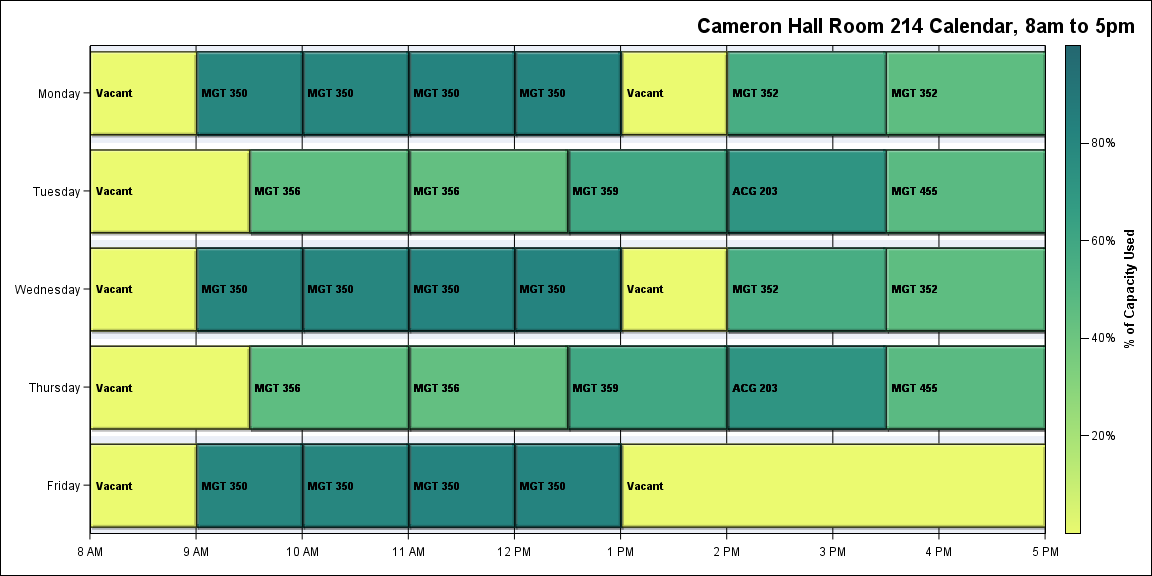 Cameron Hall Room 214 Calendar, 8am to 5pm
Monday
Vacant
MGT 350
MGT 350
MGT 350
MGT 350
Vacant
MGT 352
MGT 352
Tuesday
Vacant
MGT 356
MGT 356
MGT 359
ACG 203
MGT 455
Wednesday
Vacant
MGT 350
MGT 350
MGT 350
MGT 350
Vacant
MGT 352
MGT 352
Thursday
Vacant
MGT 356
MGT 356
MGT 359
ACG 203
MGT 455
Friday
Vacant
MGT 350
MGT 350
MGT 350
MGT 350
Vacant
8 AM
9 AM
10 AM
11 AM
12 PM
1 PM
2 PM
3 PM
4 PM
5 PM
80%
60%
40%
20%
% of Capacity Used